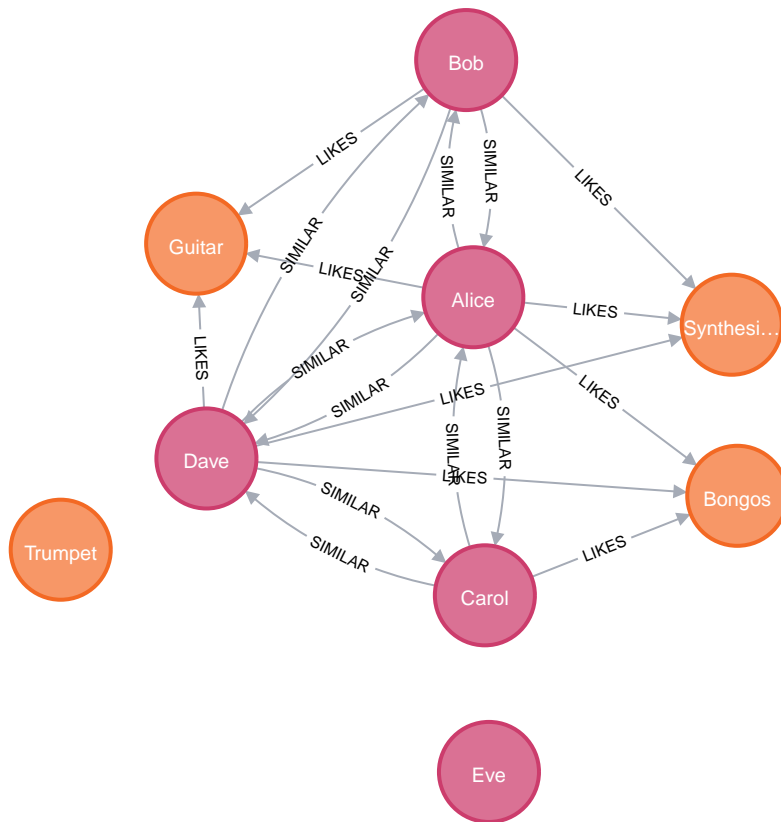 Bob
LIKES
SIMILAR
SIMILAR
LIKES
Guitar
SIMILAR
SIMILAR
LIKES
Alice
LIKES
Synthesi…
LIKES
SIMILAR
SIMILAR
LIKES
LIKES
Dave
SIMILAR
SIMILAR
LIKES
Bongos
SIMILAR
Trumpet
SIMILAR
LIKES
Carol
Eve